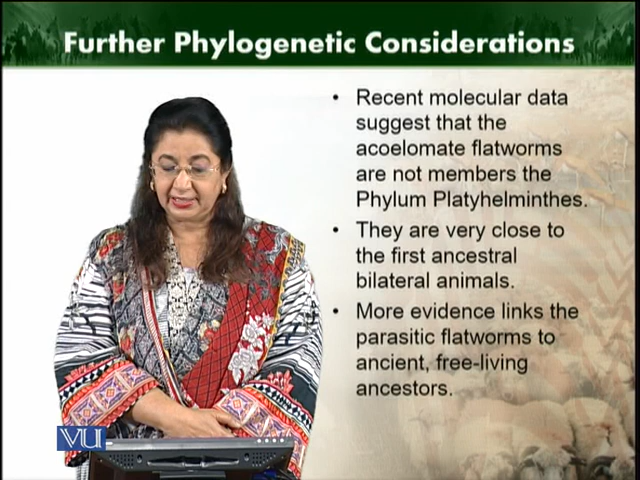 Further Phylogenetic Considerations
• Recent molecular data
suggest that the
acoelomate flatworms
are not members the
Phylum Platyhelminthes.
• They are very close to
the first ancestral
bilateral animals.
• More evidence links the
parasitic flatworms to
ancient, free-living
ancestors.
VU